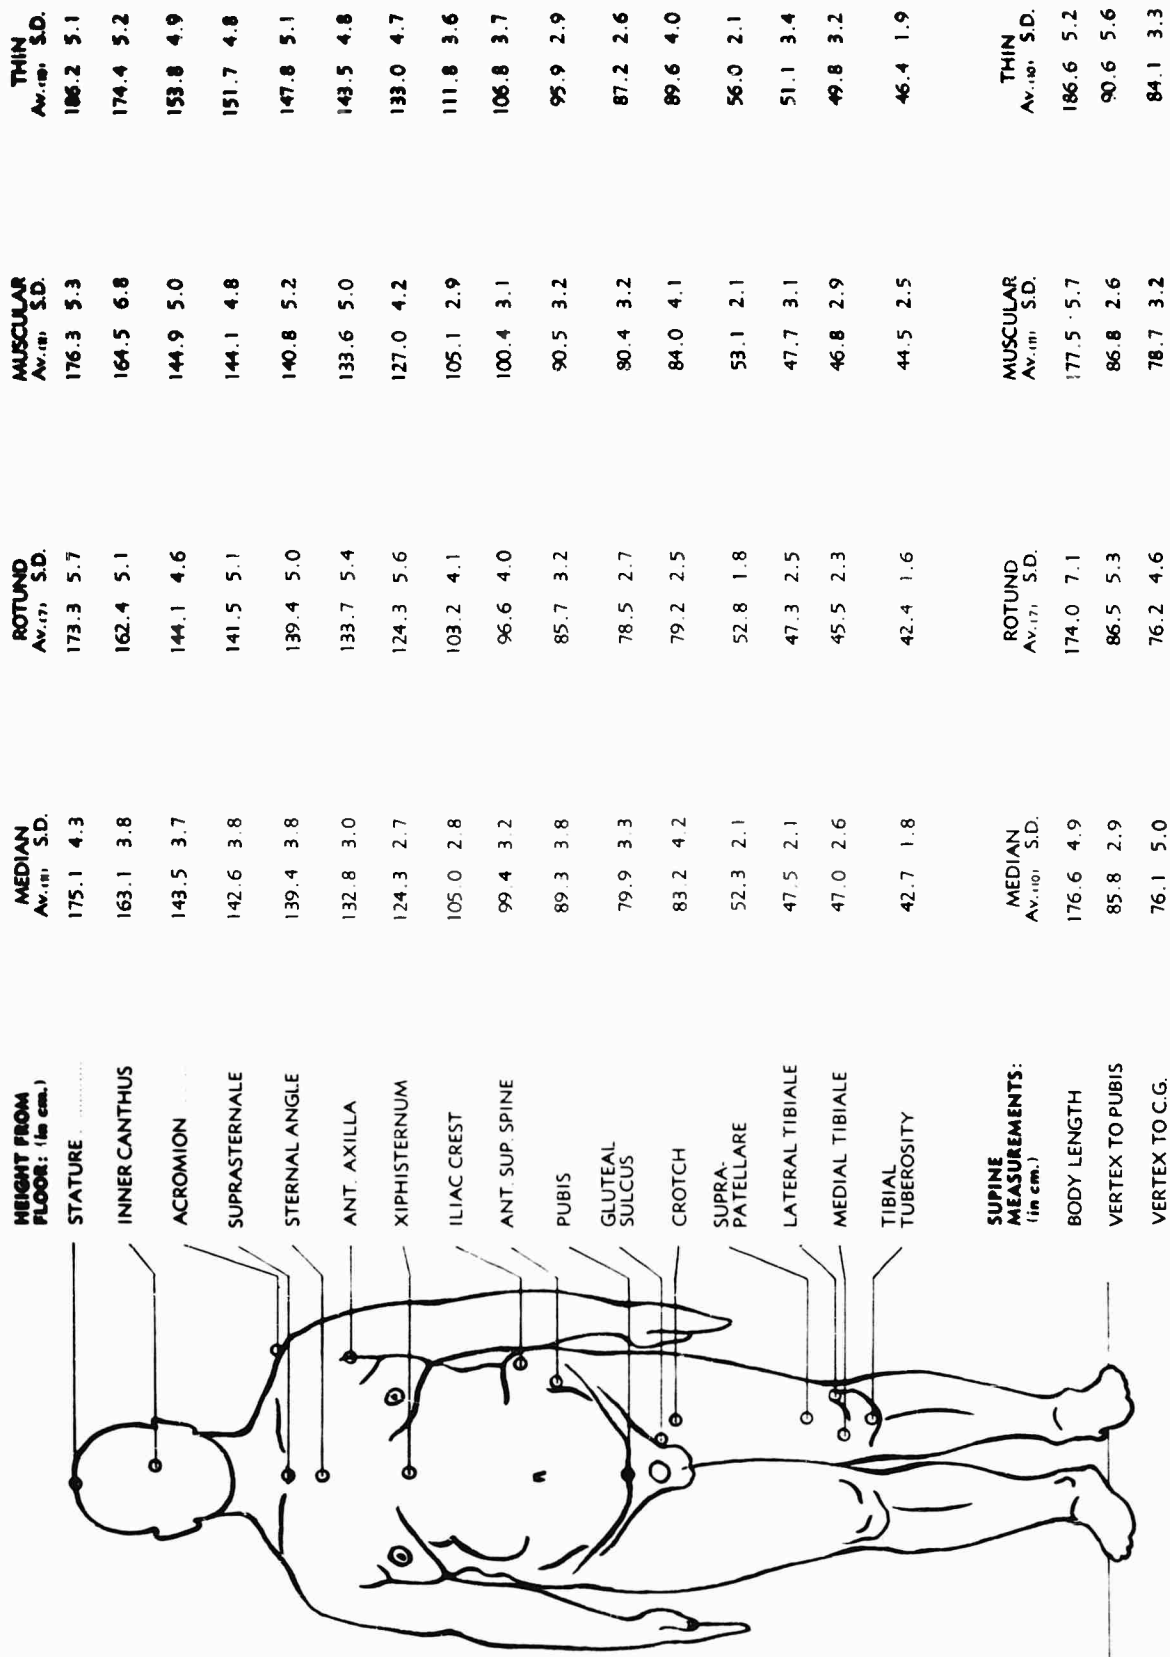 HEIGHT FROM FLOOR: (in cm.) MEDIAN Av.(11) S.D. ROTUND Av.(7) S.D. MUSCULAR Av.(11) S.D. THIN Av.(10) S.D.
STATURE 175.1 4.3 173.3 5.7 176.3 5.3 186.2 5.1
INNER CANTHUS 163.1 3.8 162.4 5.1 164.5 6.8 174.4 5.2
ACROMION 143.5 3.7 144.1 4.6 144.9 5.0 153.8 4.9
SUPRASTERNALE 142.6 3.8 141.5 5.1 144.1 4.8 151.7 4.8
STERNAL ANGLE 139.4 3.8 139.4 5.0 140.8 5.2 147.8 5.1
ANT. AXILLA 132.8 3.0 133.7 5.4 133.6 5.0 143.5 4.8
XIPHISTERNUM 124.3 2.7 124.3 5.6 127.0 4.2 133.0 4.7
ILIAC CREST 105.0 2.8 103.2 4.1 105.1 2.9 111.8 3.6
ANT. SUP. SPINE 99.4 3.2 96.6 4.0 100.4 3.1 106.8 3.7
PUBIS 89.3 3.8 85.7 3.2 90.5 3.2 95.9 2.9
GLUTEAL SULCUS 79.9 3.3 78.5 2.7 80.4 3.2 87.2 2.6
CROTCH 83.2 4.2 79.2 2.5 84.0 4.1 89.6 4.0
SUPRA-PATELLARE 52.3 2.1 52.8 1.8 53.1 2.1 56.0 2.1
LATERAL TIBIALE 47.5 2.1 47.3 2.5 47.7 3.1 51.1 3.4
MEDIAL TIBIALE 47.0 2.6 45.5 2.3 46.8 2.9 49.8 3.2
TIBIAL TUBEROSITY 42.7 1.8 42.4 1.6 44.5 2.5 46.4 1.9
SUPINE MEASUREMENTS: (in cm.) MEDIAN Av.(10) S.D. ROTUND Av.(7) S.D. MUSCULAR Av.(11) S.D. THIN Av.(10) S.D.
BODY LENGTH 176.6 4.9 174.0 7.1 177.5 5.7 186.6 5.2
VERTEX TO PUBIS 85.8 2.9 86.5 5.3 86.8 2.6 90.6 5.6
VERTEX TO C.G. 76.1 5.0 76.2 4.6 78.7 3.2 84.1 3.3